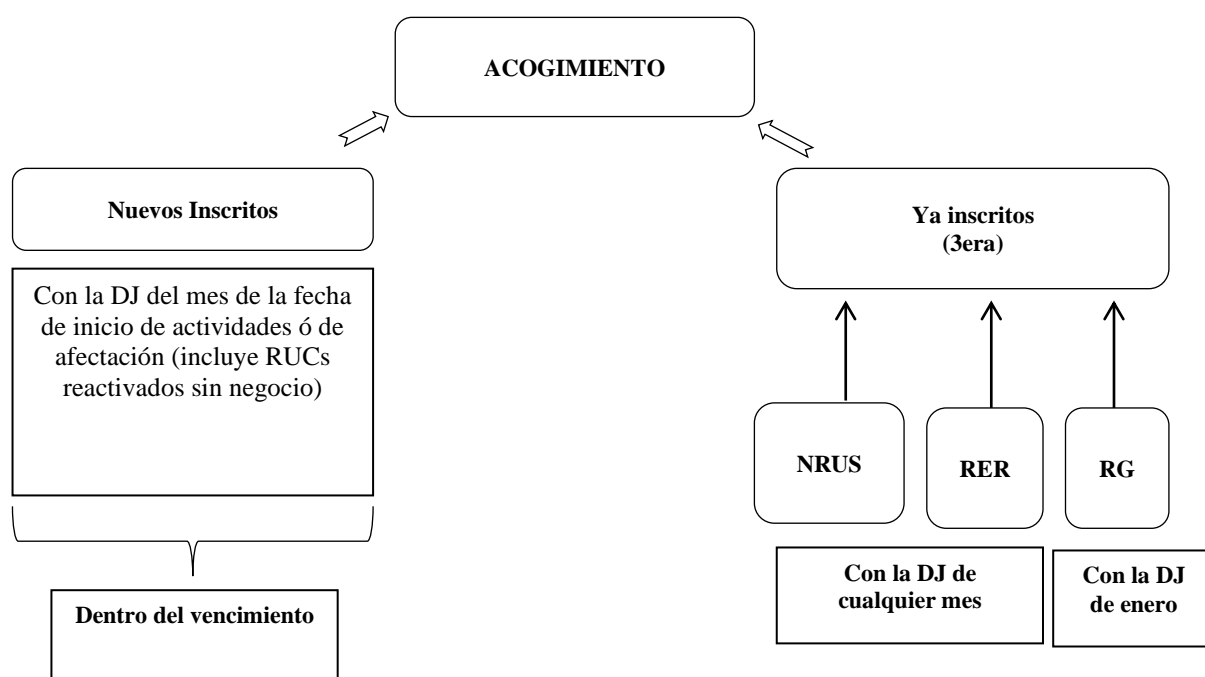 ACOGIMIENTO
Nuevos Inscritos
Con la DJ del mes de la fecha
de inicio de actividades ó de
afectación (incluye RUCs
reactivados sin negocio)
Dentro del vencimiento
Ya inscritos
(3era)
NRUS
RER
RG
Con la DJ de
cualquier mes
Con la DJ
de enero